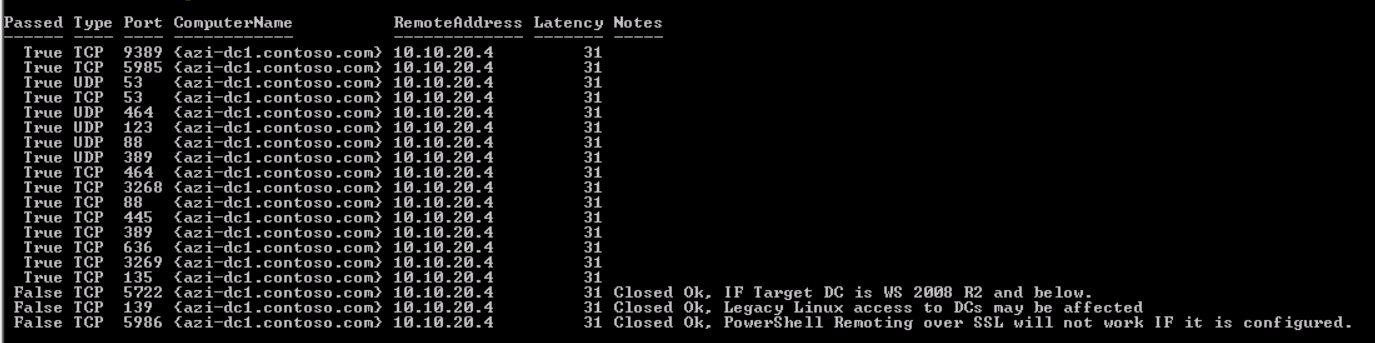 Passed Type Port ComputerName RemoteAddress Latency Notes
------ ---- ---- ------------ ------------- ------- -----
True TCP 9389 {azi-dc1.contoso.com} 10.10.20.4 31
True TCP 5985 {azi-dc1.contoso.com} 10.10.20.4 31
True UDP 53 {azi-dc1.contoso.com} 10.10.20.4 31
True TCP 53 {azi-dc1.contoso.com} 10.10.20.4 31
True UDP 464 {azi-dc1.contoso.com} 10.10.20.4 31
True UDP 123 {azi-dc1.contoso.com} 10.10.20.4 31
True UDP 88 {azi-dc1.contoso.com} 10.10.20.4 31
True UDP 389 {azi-dc1.contoso.com} 10.10.20.4 31
True TCP 464 {azi-dc1.contoso.com} 10.10.20.4 31
True TCP 3268 {azi-dc1.contoso.com} 10.10.20.4 31
True TCP 88 {azi-dc1.contoso.com} 10.10.20.4 31
True TCP 445 {azi-dc1.contoso.com} 10.10.20.4 31
True TCP 389 {azi-dc1.contoso.com} 10.10.20.4 31
True TCP 636 {azi-dc1.contoso.com} 10.10.20.4 31
True TCP 3269 {azi-dc1.contoso.com} 10.10.20.4 31
True TCP 135 {azi-dc1.contoso.com} 10.10.20.4 31
False TCP 5722 {azi-dc1.contoso.com} 10.10.20.4 31 Closed Ok, IF Target DC is WS 2008 R2 and below.
False TCP 139 {azi-dc1.contoso.com} 10.10.20.4 31 Closed Ok, Legacy Linux access to DCs may be affected
False TCP 5986 {azi-dc1.contoso.com} 10.10.20.4 31 Closed Ok, PowerShell Remoting over SSL will not work IF it is configured.